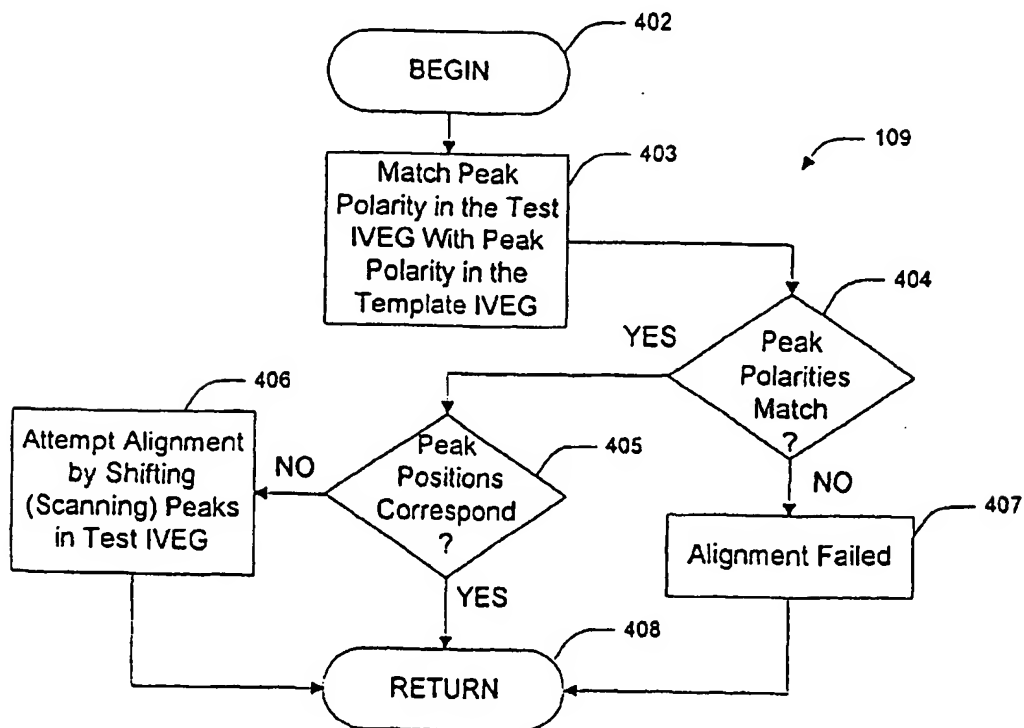 402
BEGIN
403
109
Match Peak
Polarity in the Test
IVEG With Peak
Polarity in the
Template IVEG
404
YES
Peak
Polarities
Match
?
406
Attempt Alignment
by Shifting
(Scanning) Peaks
in Test IVEG
NO
Peak
Positions
Correspond
?
405
NO
407
Alignment Failed
YES
408
RETURN